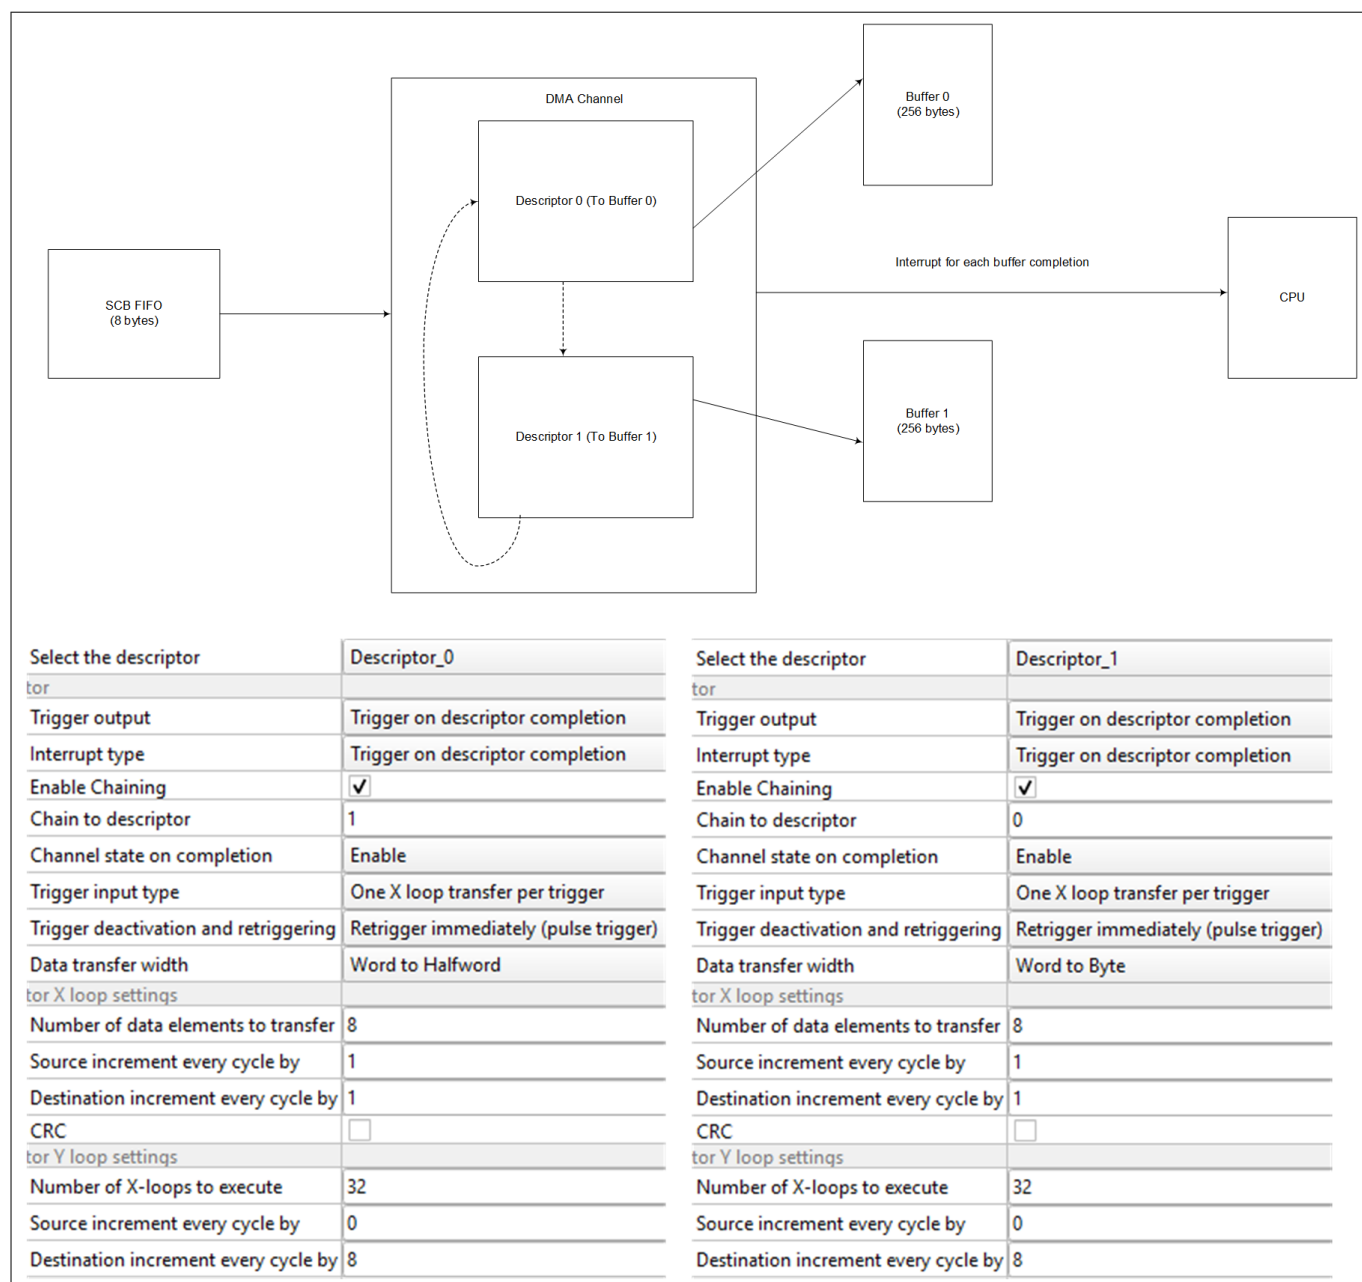 DMA Channel
Buffer 0
(256 bytes)
Descriptor 0 (To Buffer 0)
SCB FIFO
(8 bytes)
Interrupt for each buffer completion
CPU
Descriptor 1 (To Buffer 1)
Buffer 1
(256 bytes)
Select the descriptor Descriptor_0
tor
Trigger output Trigger on descriptor completion
Interrupt type Trigger on descriptor completion
Enable Chaining
Chain to descriptor 1
Channel state on completion Enable
Trigger input type One X loop transfer per trigger
Trigger deactivation and retriggering Retrigger immediately (pulse trigger)
Data transfer width Word to Halfword
tor X loop settings
Number of data elements to transfer 8
Source increment every cycle by 1
Destination increment every cycle by 1
CRC
tor Y loop settings
Number of X-loops to execute 32
Source increment every cycle by 0
Destination increment every cycle by 8
Select the descriptor Descriptor_1
tor
Trigger output Trigger on descriptor completion
Interrupt type Trigger on descriptor completion
Enable Chaining
Chain to descriptor 0
Channel state on completion Enable
Trigger input type One X loop transfer per trigger
Trigger deactivation and retriggering Retrigger immediately (pulse trigger)
Data transfer width Word to Byte
tor X loop settings
Number of data elements to transfer 8
Source increment every cycle by 1
Destination increment every cycle by 1
CRC
tor Y loop settings
Number of X-loops to execute 32
Source increment every cycle by 0
Destination increment every cycle by 8